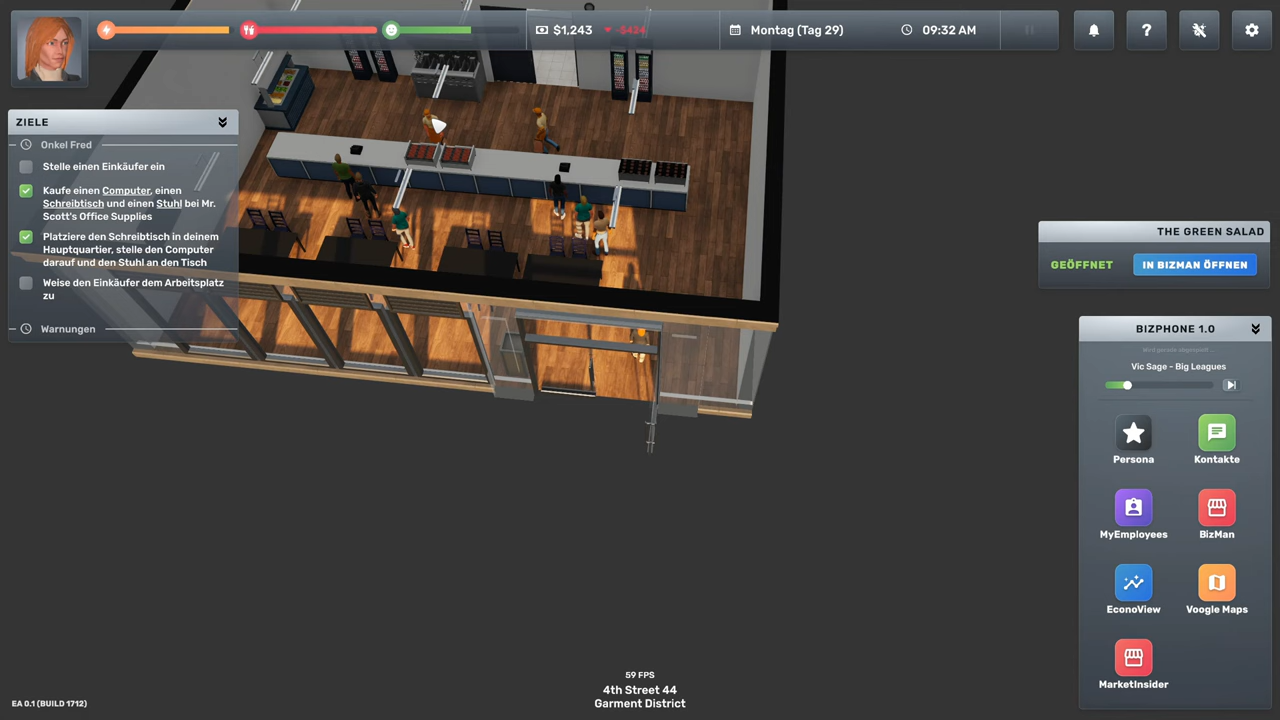 $1,243
-$424
Montag (Tag 29)
09:32 AM
?
ZIELE
Onkel Fred
Stelle einen Einkäufer ein
Kaufe einen Computer, einen
Schreibtisch und einen Stuhl bei Mr.
Scott's Office Supplies
Platziere den Schreibtisch in deinem
Hauptquartier, stelle den Computer
darauf und den Stuhl an den Tisch
Weise den Einkäufer dem Arbeitsplatz
zu
Warnungen
THE GREEN SALAD
GEÖFFNET
IN BIZMAN ÖFFNEN
BIZPHONE 1.0
Wird gerade abgespielt ...
Vic Sage - Big Leagues
Persona
Kontakte
MyEmployees
BizMan
EconoView
Voogle Maps
MarketInsider
59 FPS
4th Street 44
Garment District
EA 0.1 (BUILD 1712)